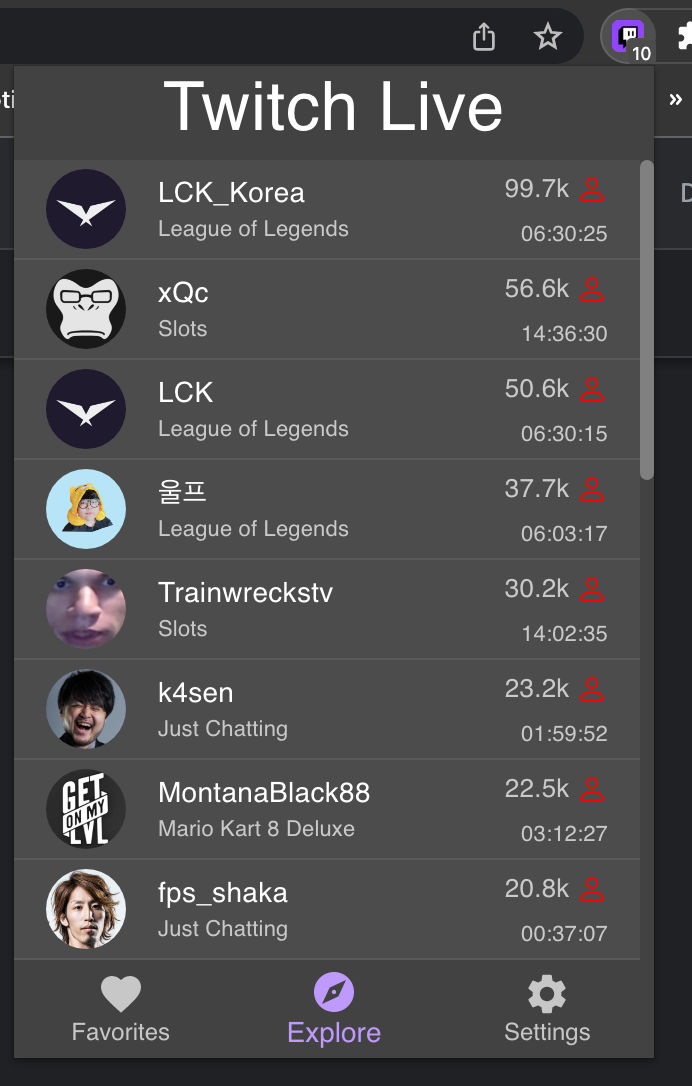 10
ti
»
D
Twitch Live
LCK_Korea
99.7k
League of Legends
06:30:25
xQc
56.6k
Slots
14:36:30
LCK
50.6k
League of Legends
06:30:15
울프
37.7k
League of Legends
06:03:17
Trainwreckstv
30.2k
Slots
14:02:35
k4sen
23.2k
Just Chatting
01:59:52
GET
ON MY
LVL
MontanaBlack88
22.5k
Mario Kart 8 Deluxe
03:12:27
fps_shaka
20.8k
Just Chatting
00:37:07
Favorites
Explore
Settings